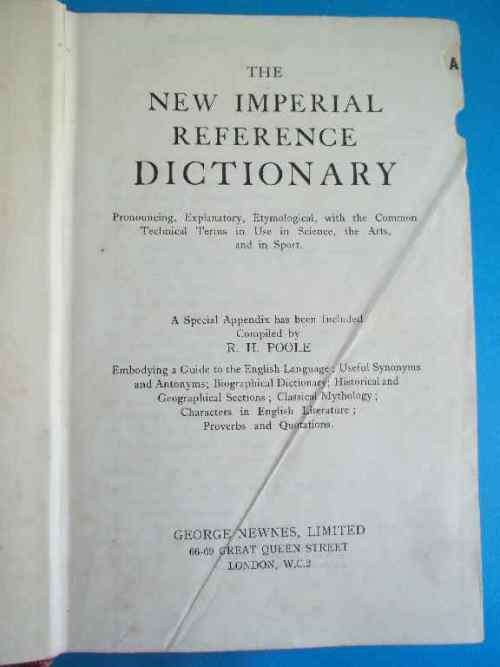 THE
NEW IMPERIAL
REFERENCE
DICTIONARY
Pronouncing, Explanatory, Etymological, with the Common
Technical Terms in Use in Science, the Arts,
and in Sport.
A Special Appendix has been Included
Compiled by
R. H. POOLE
Embodying a Guide to the English Language; Useful Synonyms
and Antonyms; Biographical Dictionary; Historical and
Geographical Sections; Classical Mythology;
Characters in English Literature;
Proverbs and Quotations.
GEORGE NEWNES, LIMITED
66-69 GREAT QUEEN STREET
LONDON, W.C.2
A